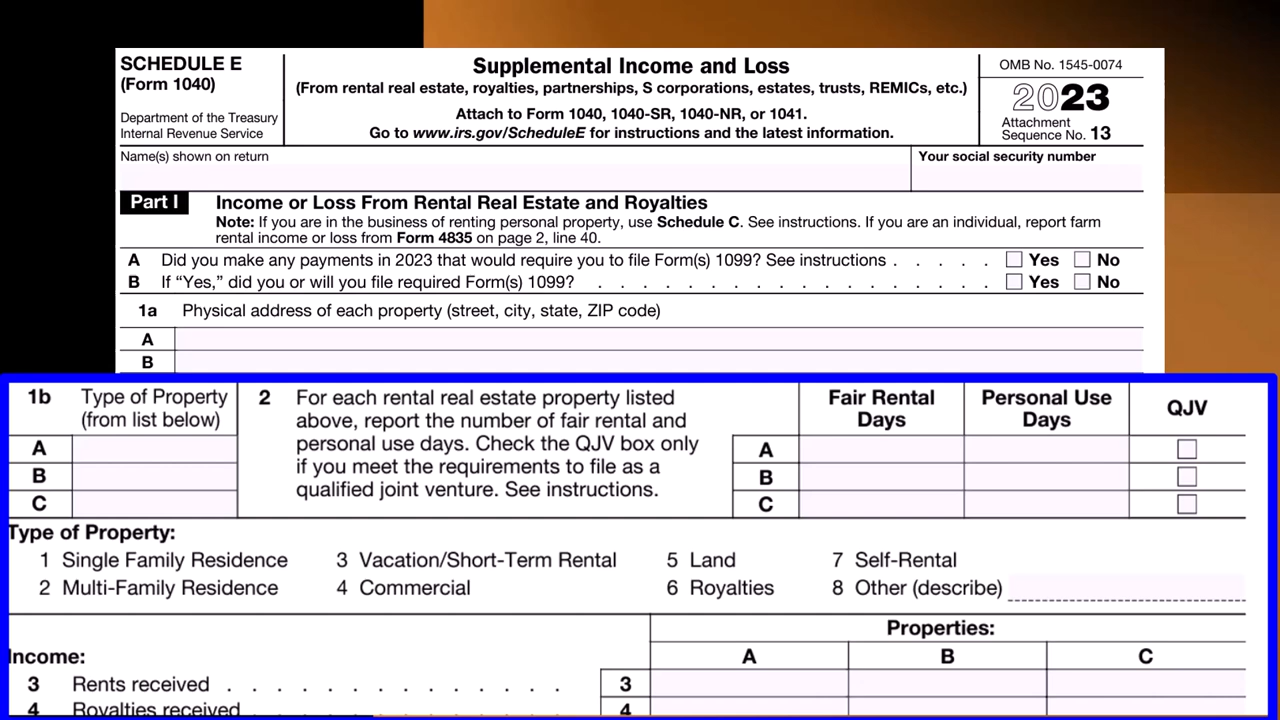 SCHEDULE E
(Form 1040)
Department of the Treasury
Internal Revenue Service
Supplemental Income and Loss
(From rental real estate, royalties, partnerships, S corporations, estates, trusts, REMICs, etc.)
Attach to Form 1040, 1040-SR, 1040-NR, or 1041.
Go to www.irs.gov/ScheduleE for instructions and the latest information.
OMB No. 1545-0074
2023
Attachment
Sequence No. 13
Name(s) shown on return
Your social security number
Part I Income or Loss From Rental Real Estate and Royalties
Note: If you are in the business of renting personal property, use Schedule C. See instructions. If you are an individual, report farm
rental income or loss from Form 4835 on page 2, line 40.
A Did you make any payments in 2023 that would require you to file Form(s) 1099? See instructions . . . . . Yes No
B If “Yes,” did you or will you file required Form(s) 1099? . . . . . . . . . . . . . . . . . . Yes No
1a Physical address of each property (street, city, state, ZIP code)
A
B
1b Type of Property
(from list below)
A
B
C
2 For each rental real estate property listed
above, report the number of fair rental and
personal use days. Check the QJV box only
if you meet the requirements to file as a
qualified joint venture. See instructions.
Fair Rental
Days
Personal Use
Days
QJV
A
B
C
Type of Property:
1 Single Family Residence 3 Vacation/Short-Term Rental 5 Land 7 Self-Rental
2 Multi-Family Residence 4 Commercial 6 Royalties 8 Other (describe)
Properties:
Income: A B C
3 Rents received . . . . . . . . . . . . . 3
4 Royalties received . . . . . . . . . . . . 4